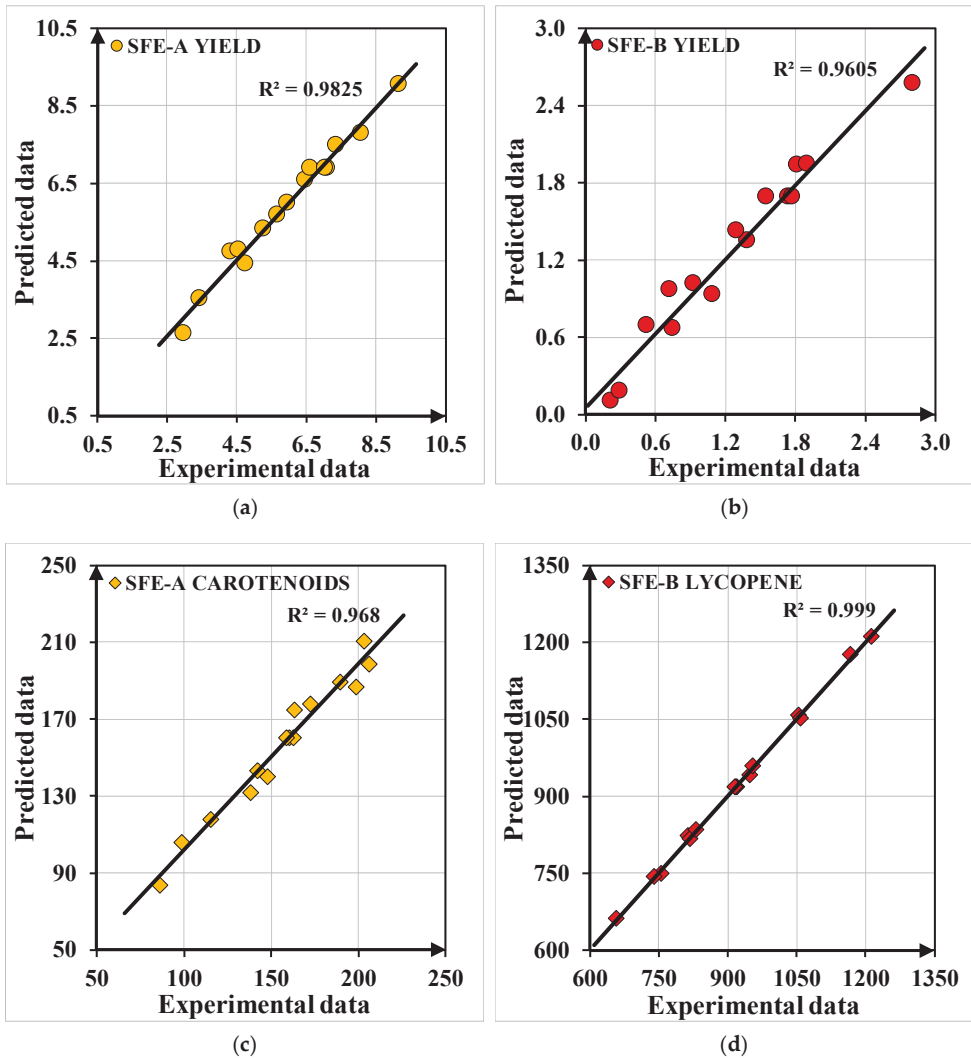 10.5
SFE-A YIELD
R² = 0.9825
8.5
6.5
4.5
2.5
0.5
0.5 2.5 4.5 6.5 8.5 10.5
Predicted data
Experimental data
(a)
3.0
SFE-B YIELD
R² = 0.9605
2.4
1.8
1.2
0.6
0.0
0.0 0.6 1.2 1.8 2.4 3.0
Predicted data
Experimental data
(b)
250
SFE-A CAROTENOIDS
R² = 0.968
210
170
130
90
50
50 100 150 200 250
Predicted data
Experimental data
(c)
1350
SFE-B LYCOPENE
R² = 0.999
1200
1050
900
750
600
600 750 900 1050 1200 1350
Predicted data
Experimental data
(d)